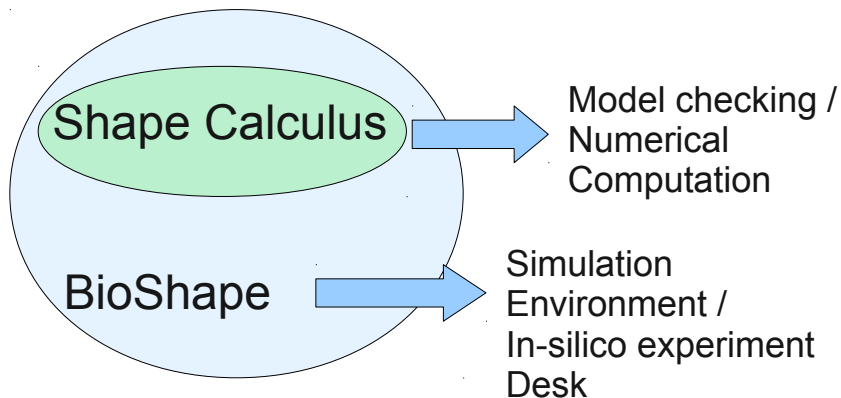 Shape Calculus
Model checking /
Numerical
Computation
BioShape
Simulation
Environment /
In-silico experiment
Desk